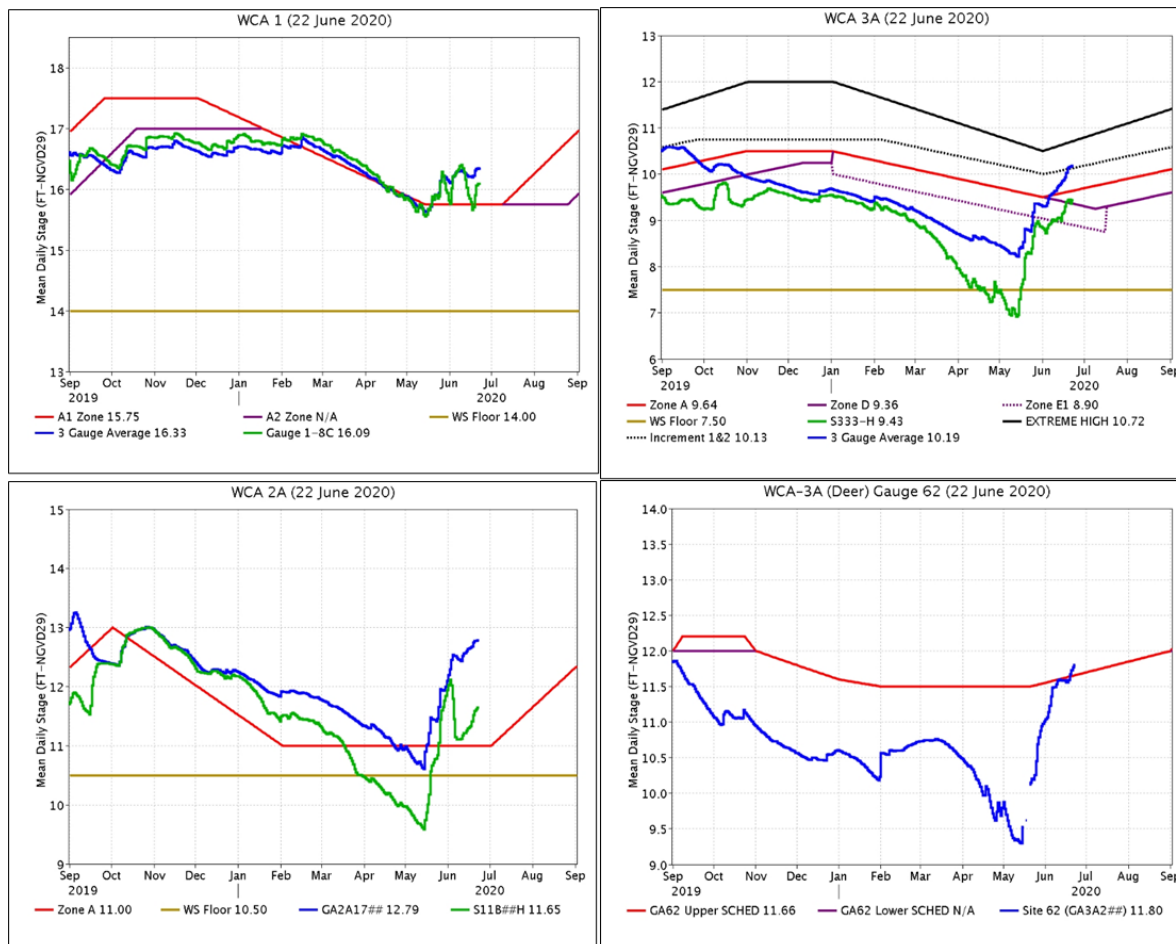 WCA 1 (22 June 2020)
Mean Daily Stage (FT-NGVD29)
18
17
16
15
14
13
Sep Oct Nov Dec Jan Feb Mar Apr May Jun Jul Aug Sep
2019 2020
A1 Zone 15.75 A2 Zone N/A WS Floor 14.00
3 Gauge Average 16.33 Gauge 1-8C 16.09
WCA 3A (22 June 2020)
Mean Daily Stage (FT-NGVD29)
13
12
11
10
9
8
7
6
Sep Oct Nov Dec Jan Feb Mar Apr May Jun Jul Aug Sep
2019 2020
Zone A 9.64 Zone D 9.36 Zone E1 8.90
WS Floor 7.50 S333-H 9.43 EXTREME HIGH 10.72
Increment 1&2 10.13 3 Gauge Average 10.19
WCA 2A (22 June 2020)
Mean Daily Stage (FT-NGVD29)
15
14
13
12
11
10
9
Sep Oct Nov Dec Jan Feb Mar Apr May Jun Jul Aug Sep
2019 2020
Zone A 11.00 WS Floor 10.50 GA2A17## 12.79 S11B##H 11.65
WCA-3A (Deer) Gauge 62 (22 June 2020)
Mean Daily Stage (FT-NGVD29)
14.0
13.5
13.0
12.5
12.0
11.5
11.0
10.5
10.0
9.5
9.0
Sep Oct Nov Dec Jan Feb Mar Apr May Jun Jul Aug Sep
2019 2020
GA62 Upper SCHED 11.66 GA62 Lower SCHED N/A Site 62 (GA3A2##) 11.80